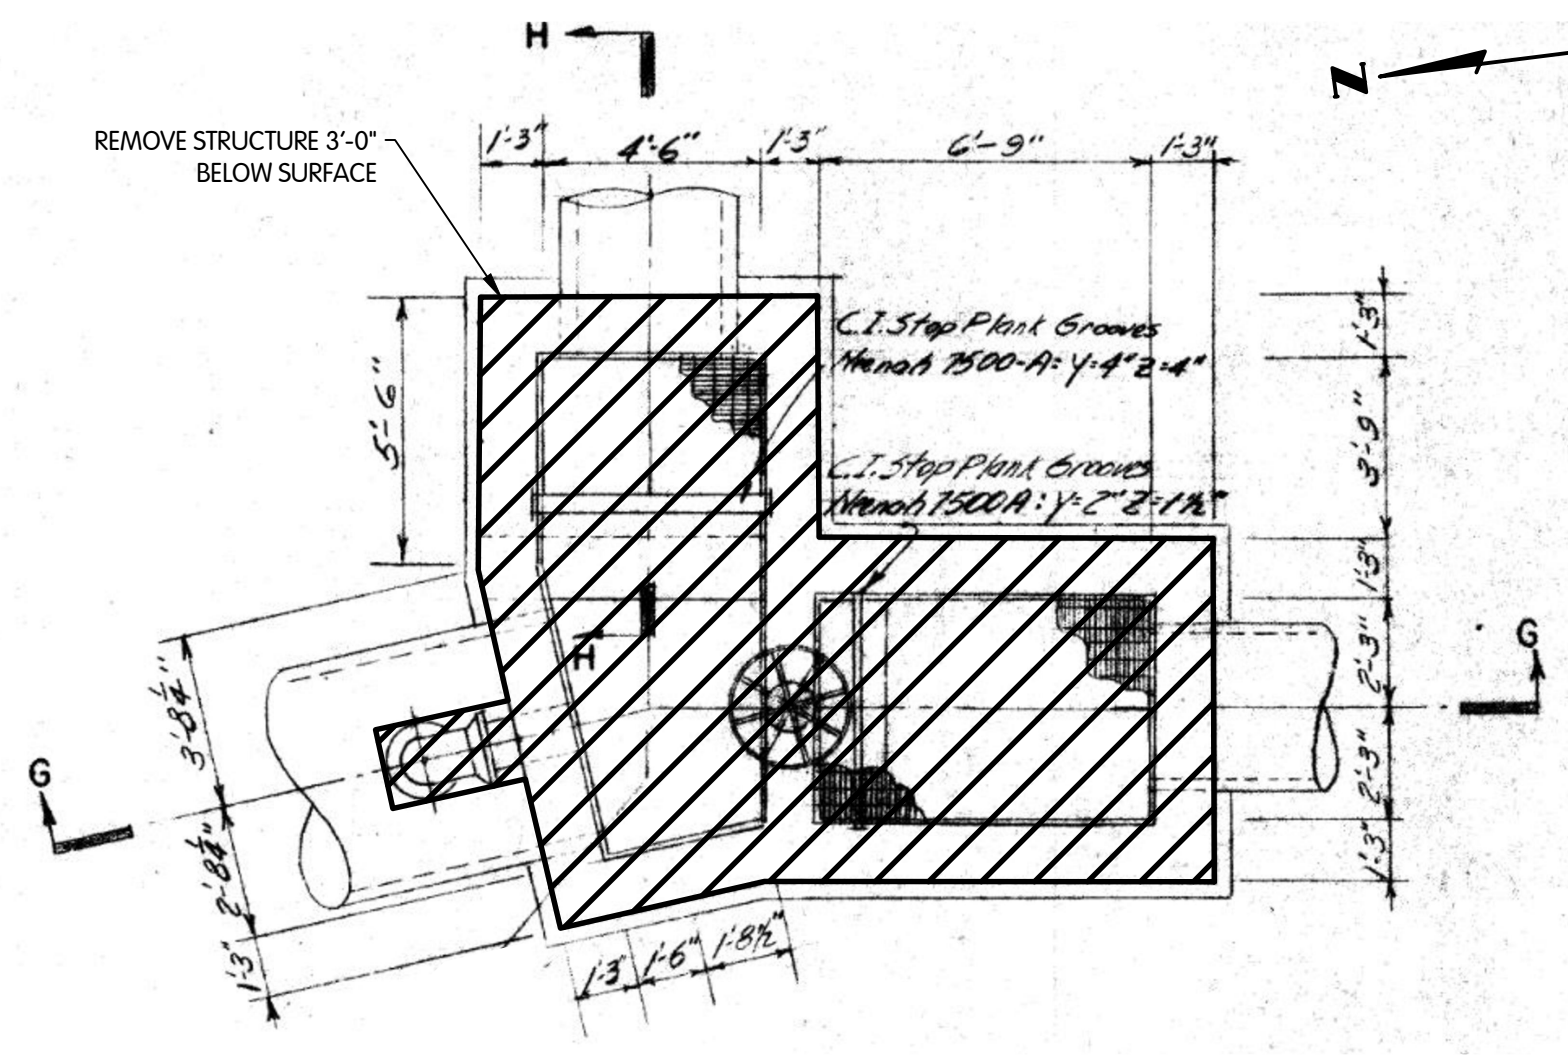 H
N
REMOVE STRUCTURE 3'-0"
BELOW SURFACE
1'-3" 4'-6" 1'-3" 6'-9" 1'-3"
C.I. Stop Plank Grooves
Neenah 7500-A: Y=4" Z=4"
1'-3"
5'-6"
3'-9"
C.I. Stop Plank Grooves
Neenah 7500A: Y=2" Z=1½"
1'-3"
H
G
2'-3"
3'-8¼"
G
2'-3"
2'-8¼"
1'-3"
1'-3"
1'-3" 1'-6" 1'-8½"